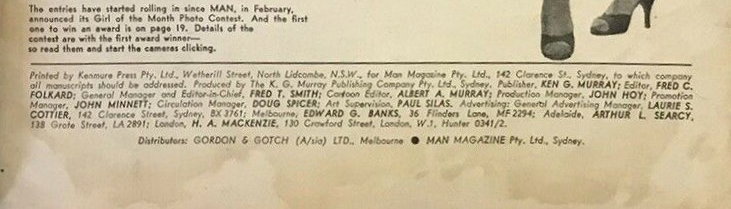 The entries have started rolling in since MAN, in February,
announced its Girl of the Month Photo Contest. And the first
one to win an award is on page 19. Details of the
contest are with the first award winner—
so read them and start the cameras clicking.
Printed by Kenmure Press Pty. Ltd., Wetherill Street, North Lidcombe, N.S.W., for Man Magazine Pty. Ltd., 142 Clarence St., Sydney, to which company
all manuscripts should be addressed. Produced by The K. G. Murray Publishing Company Pty. Ltd., Sydney. Publisher, KEN G. MURRAY; Editor, FRED C.
FOLKARD; General Manager and Editor-in-Chief, FRED T. SMITH; Cartoon Editor, ALBERT A. MURRAY; Production Manager, JOHN HOY; Promotion
Manager, JOHN MINNETT; Circulation Manager, DOUG SPICER; Art Supervision, PAUL SILAS. Advertising: General Advertising Manager, LAURIE S.
COTTIER, 142 Clarence Street, Sydney, BX 3761; Melbourne, EDWARD G. BANKS, 36 Flinders Lane, MF 2294; Adelaide, ARTHUR L. SEARCY,
138 Grote Street, LA 2891; London, H. A. MACKENZIE, 130 Crawford Street, London, W.1, Hunter 0341/2.
Distributors: GORDON & GOTCH (A/sia) LTD., Melbourne ● MAN MAGAZINE Pty. Ltd., Sydney.